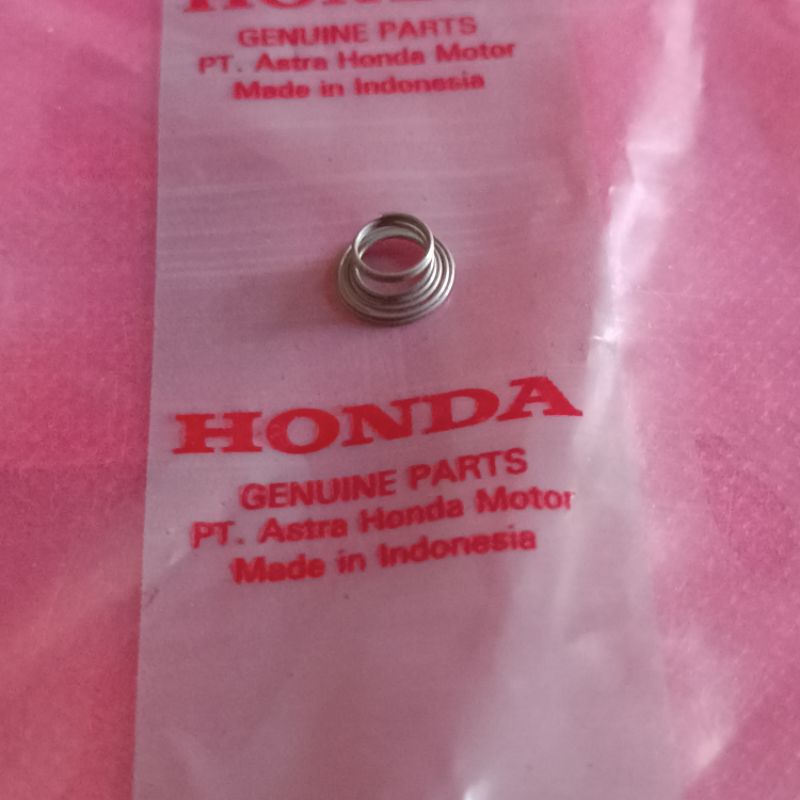 HONDA
GENUINE PARTS
PT. Astra Honda Motor
Made in Indonesia
HONDA
GENUINE PARTS
PT. Astra Honda Motor
Made in Indonesia